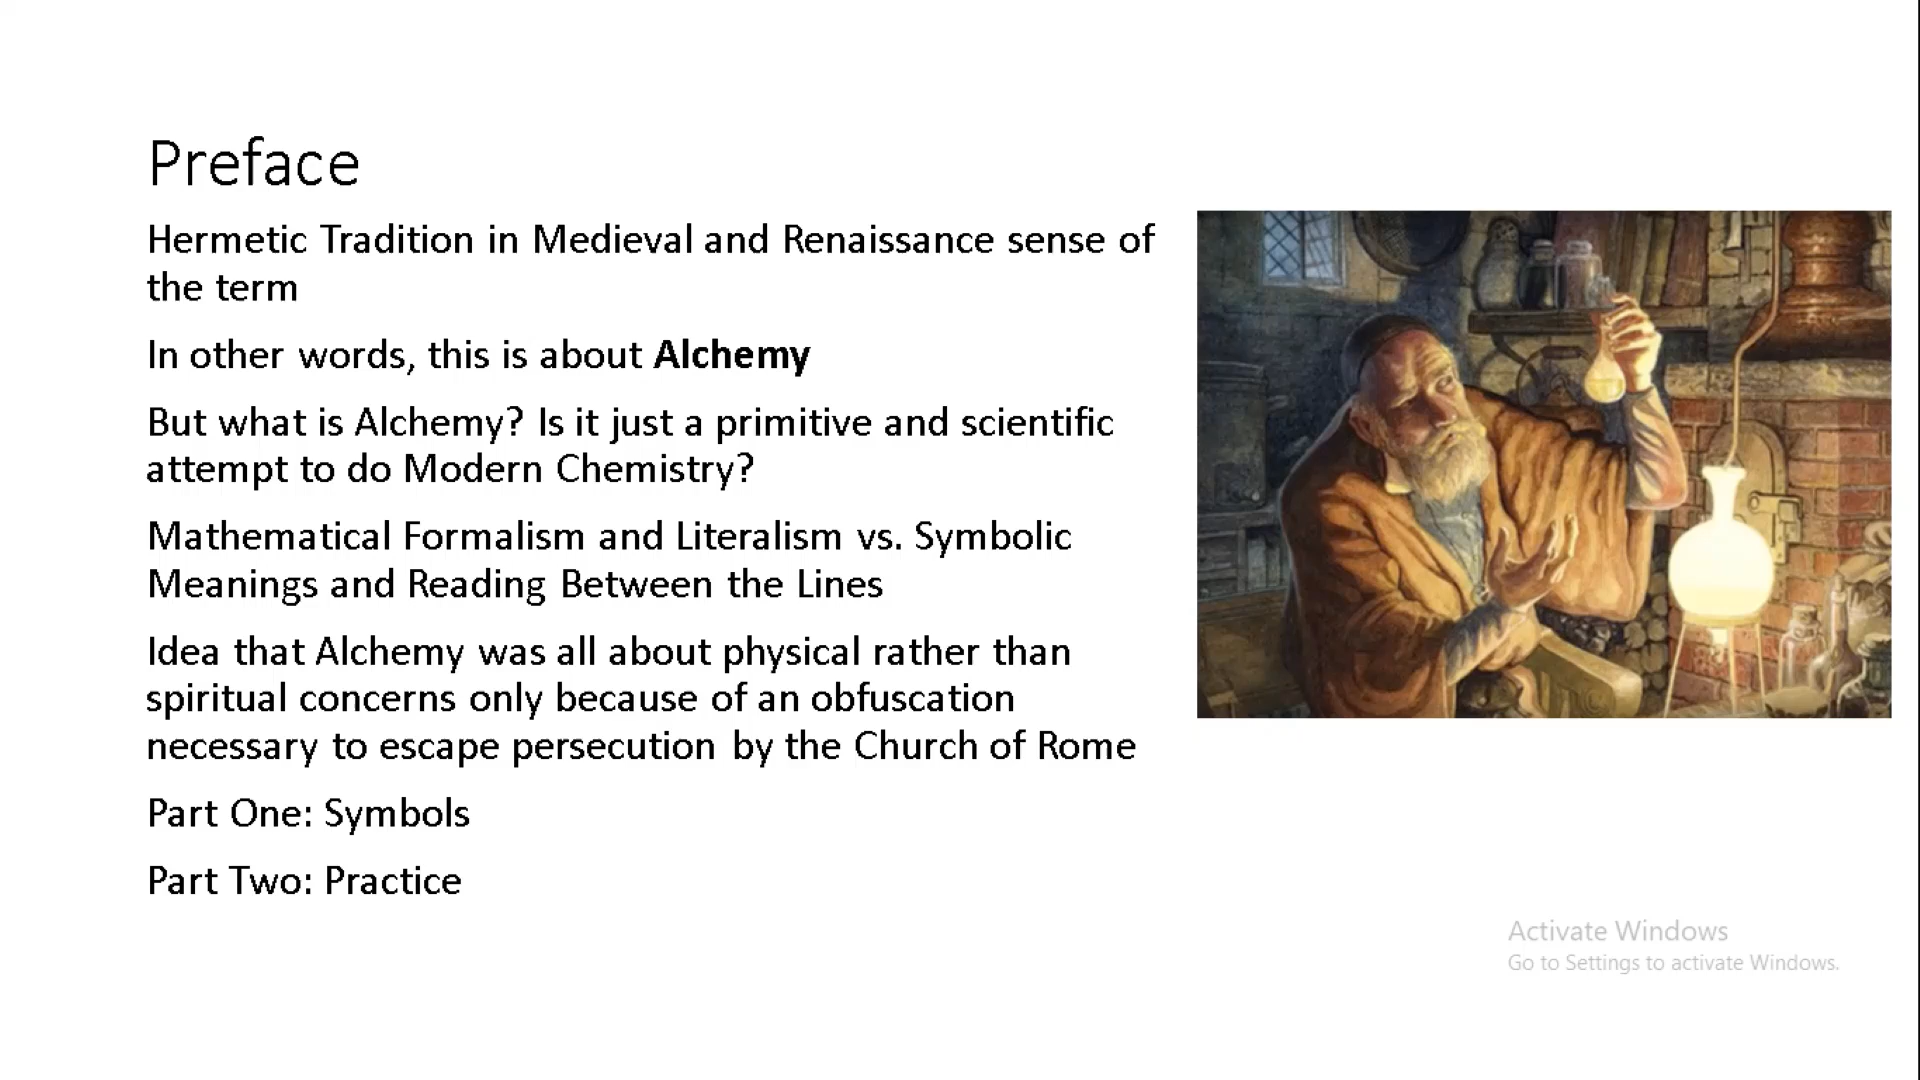 Preface
Hermetic Tradition in Medieval and Renaissance sense of
the term
In other words, this is about Alchemy
But what is Alchemy? Is it just a primitive and scientific
attempt to do Modern Chemistry?
Mathematical Formalism and Literalism vs. Symbolic
Meanings and Reading Between the Lines
Idea that Alchemy was all about physical rather than
spiritual concerns only because of an obfuscation
necessary to escape persecution by the Church of Rome
Part One: Symbols
Part Two: Practice
Activate Windows
Go to Settings to activate Windows.